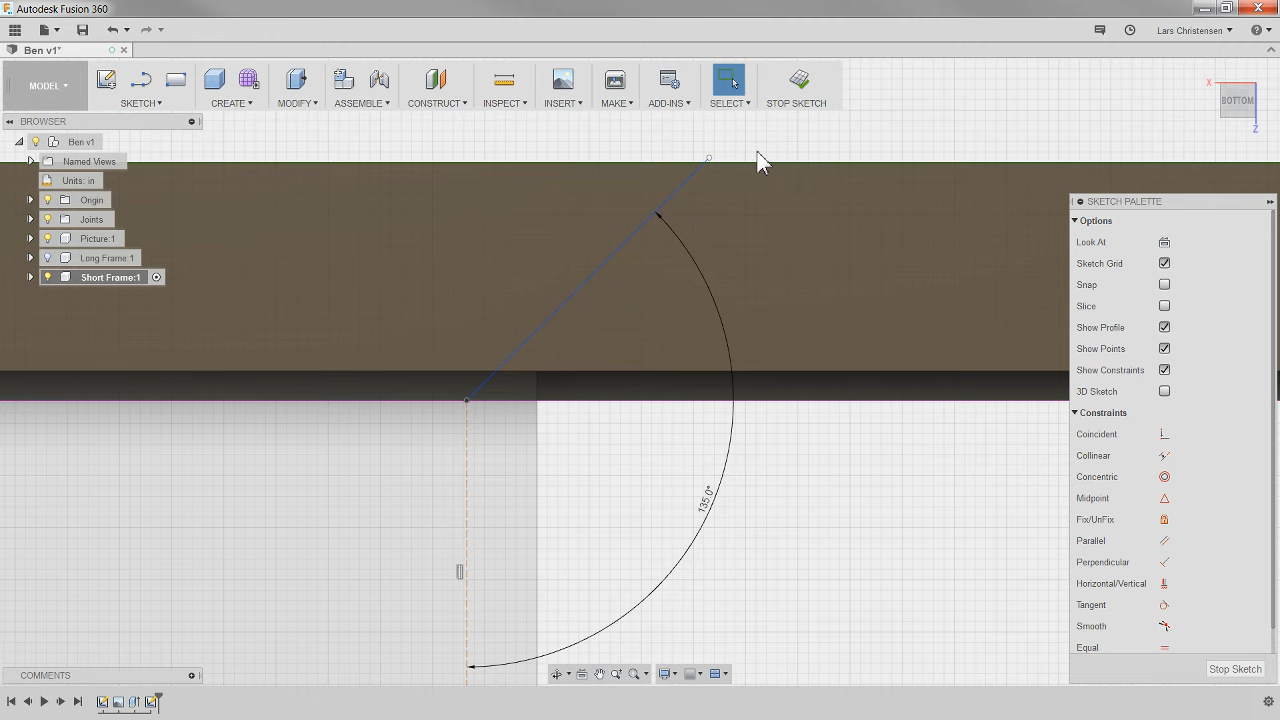 Autodesk Fusion 360
Lars Christensen
Ben v1*
MODEL
SKETCH
CREATE
MODIFY
ASSEMBLE
CONSTRUCT
INSPECT
INSERT
MAKE
ADD-INS
SELECT
STOP SKETCH
X
BOTTOM
Z
BROWSER
Ben v1
Named Views
Units: in
Origin
Joints
Picture:1
Long Frame:1
Short Frame:1
SKETCH PALETTE
Options
Look At
Sketch Grid
Snap
Slice
Show Profile
Show Points
Show Constraints
3D Sketch
Constraints
Coincident
Collinear
Concentric
Midpoint
Fix/UnFix
Parallel
Perpendicular
Horizontal/Vertical
Tangent
Smooth
Equal
135.0°
Stop Sketch
COMMENTS